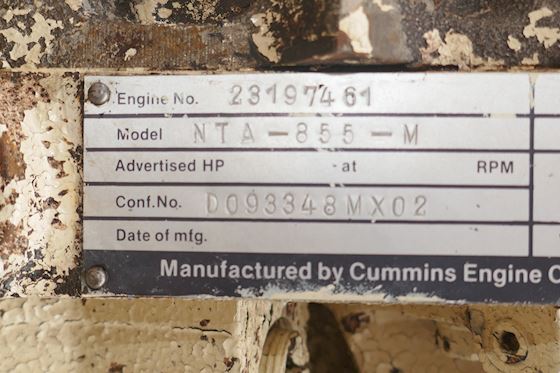 Engine No. 23197461
Model NTA-855-M
Advertised HP at RPM
Conf.No. D093348MX02
Date of mfg.
Manufactured by Cummins Engine C